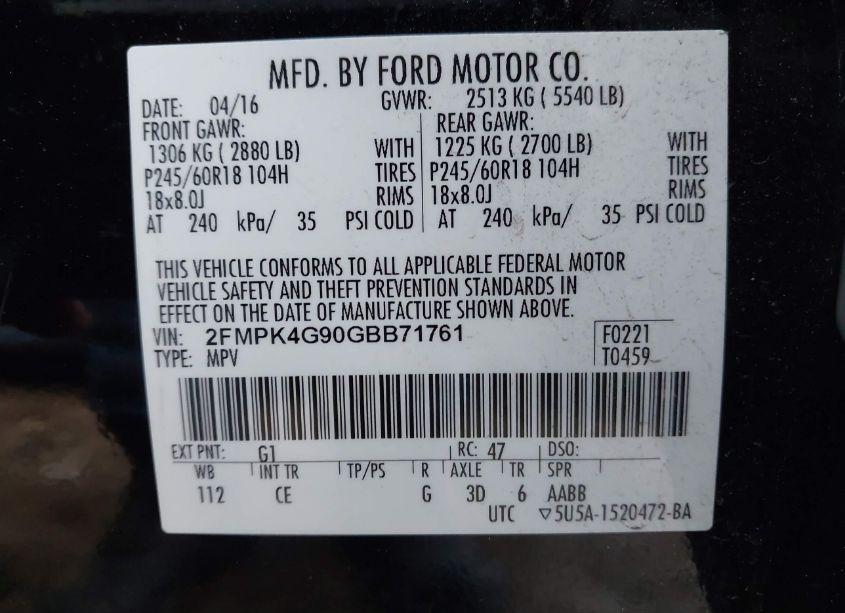 MFD. BY FORD MOTOR CO.
DATE: 04/16 GVWR: 2513 KG ( 5540 LB)
FRONT GAWR: REAR GAWR:
1306 KG ( 2880 LB) WITH 1225 KG ( 2700 LB) WITH
P245/60R18 104H TIRES P245/60R18 104H TIRES
18x8.0J RIMS 18x8.0J RIMS
AT 240 kPa/ 35 PSI COLD AT 240 kPa/ 35 PSI COLD
THIS VEHICLE CONFORMS TO ALL APPLICABLE FEDERAL MOTOR
VEHICLE SAFETY AND THEFT PREVENTION STANDARDS IN
EFFECT ON THE DATE OF MANUFACTURE SHOWN ABOVE.
VIN: 2FMPK4G90GBB71761 F0221
TYPE: MPV T0459
EXT PNT: G1 RC: 47 DSO:
WB INT TR TP/PS R AXLE TR SPR
112 CE G 3D 6 AABB
UTC ▽5U5A-1520472-BA